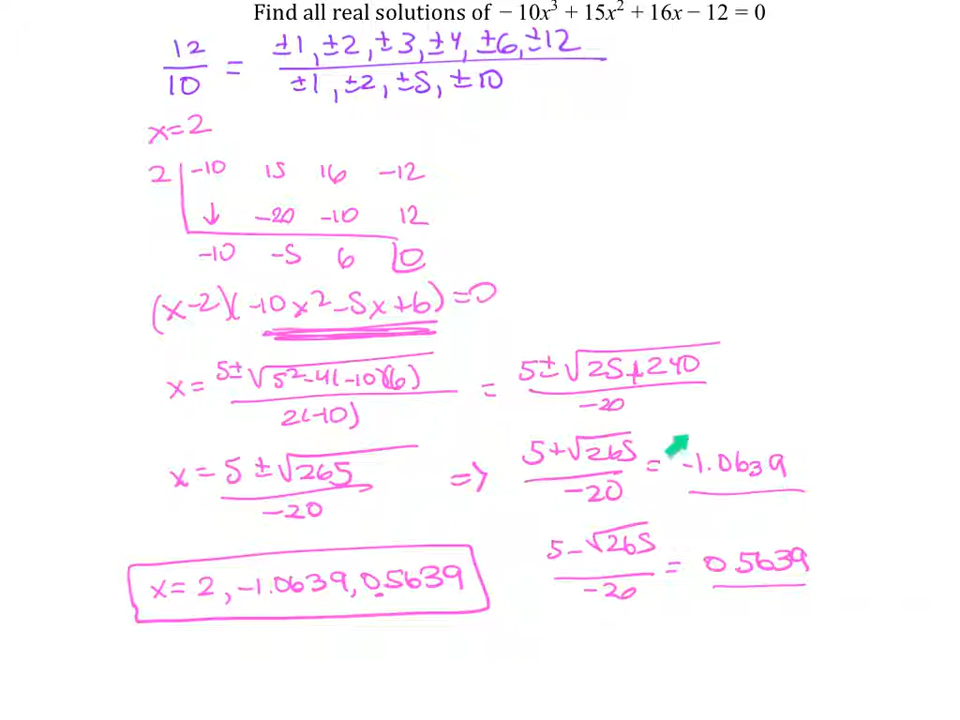 Find all real solutions of − 10x³ + 15x² + 16x − 12 = 0
12/10 = ±1, ±2, ±3, ±4, ±6, ±12 / ±1, ±2, ±5, ±10
x=2
2 | -10 15 16 -12
↓ -20 -10 12
-10 -5 6 |0
(x-2)(-10x2-5x+6)=0
x = 5±√5²-4(-10)(6) / 2(-10) = 5±√25+240 / -20
x = 5±√265 / -20 => 5+√265 / -20 = -1.0639
5-√265 / -20 = 0.5639
x= 2, -1.0639, 0.5639